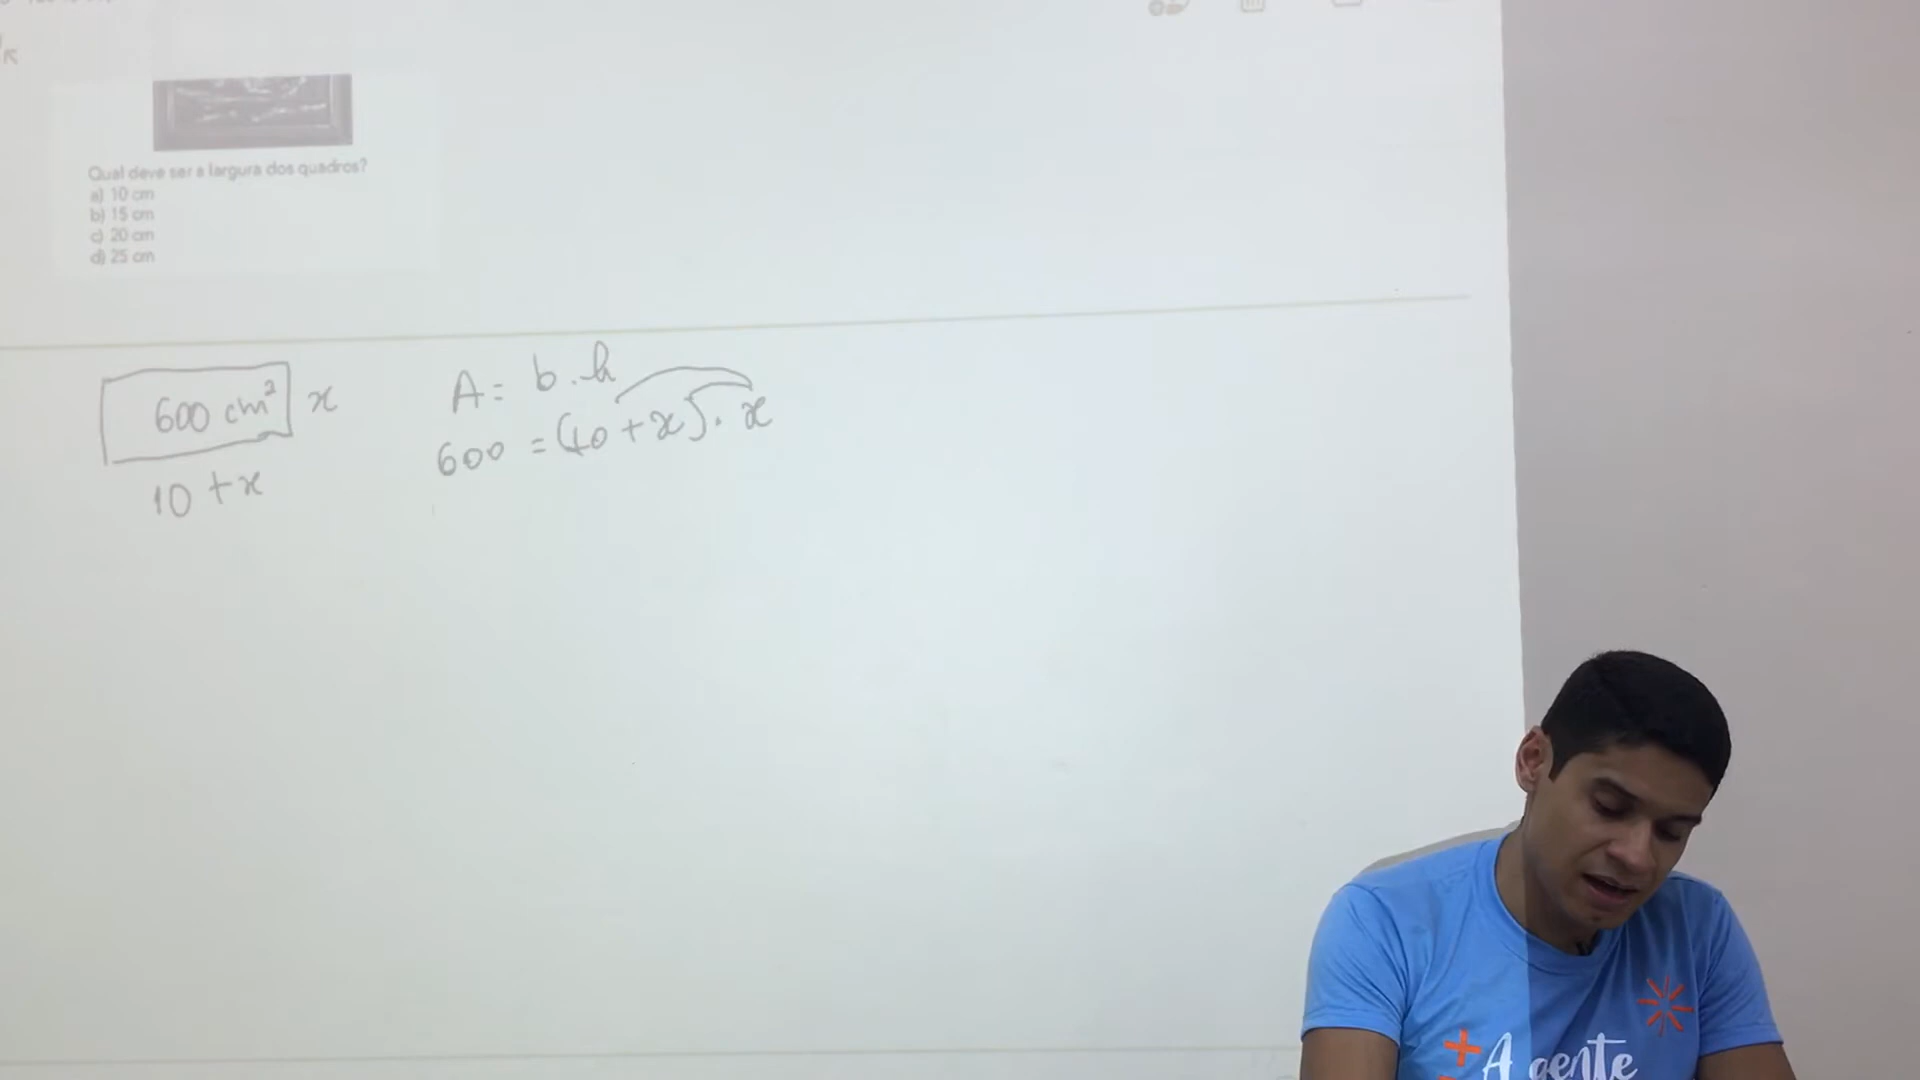 Qual deve ser a largura dos quadros?
a) 10 cm
b) 15 cm
c) 20 cm
d) 25 cm
600 cm² x
10 + x
A = b . h
600 = (10 + x) . x
A gente